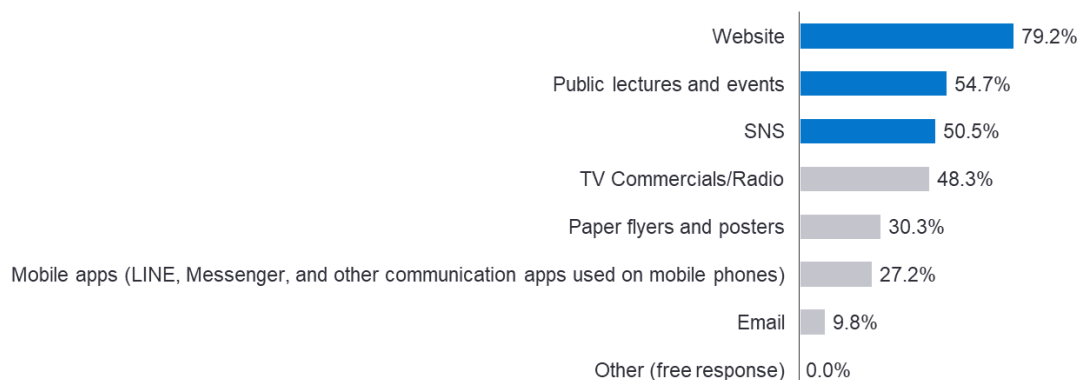 Website 79.2%
Public lectures and events 54.7%
SNS 50.5%
TV Commercials/Radio 48.3%
Paper flyers and posters 30.3%
Mobile apps (LINE, Messenger, and other communication apps used on mobile phones) 27.2%
Email 9.8%
Other (free response) 0.0%